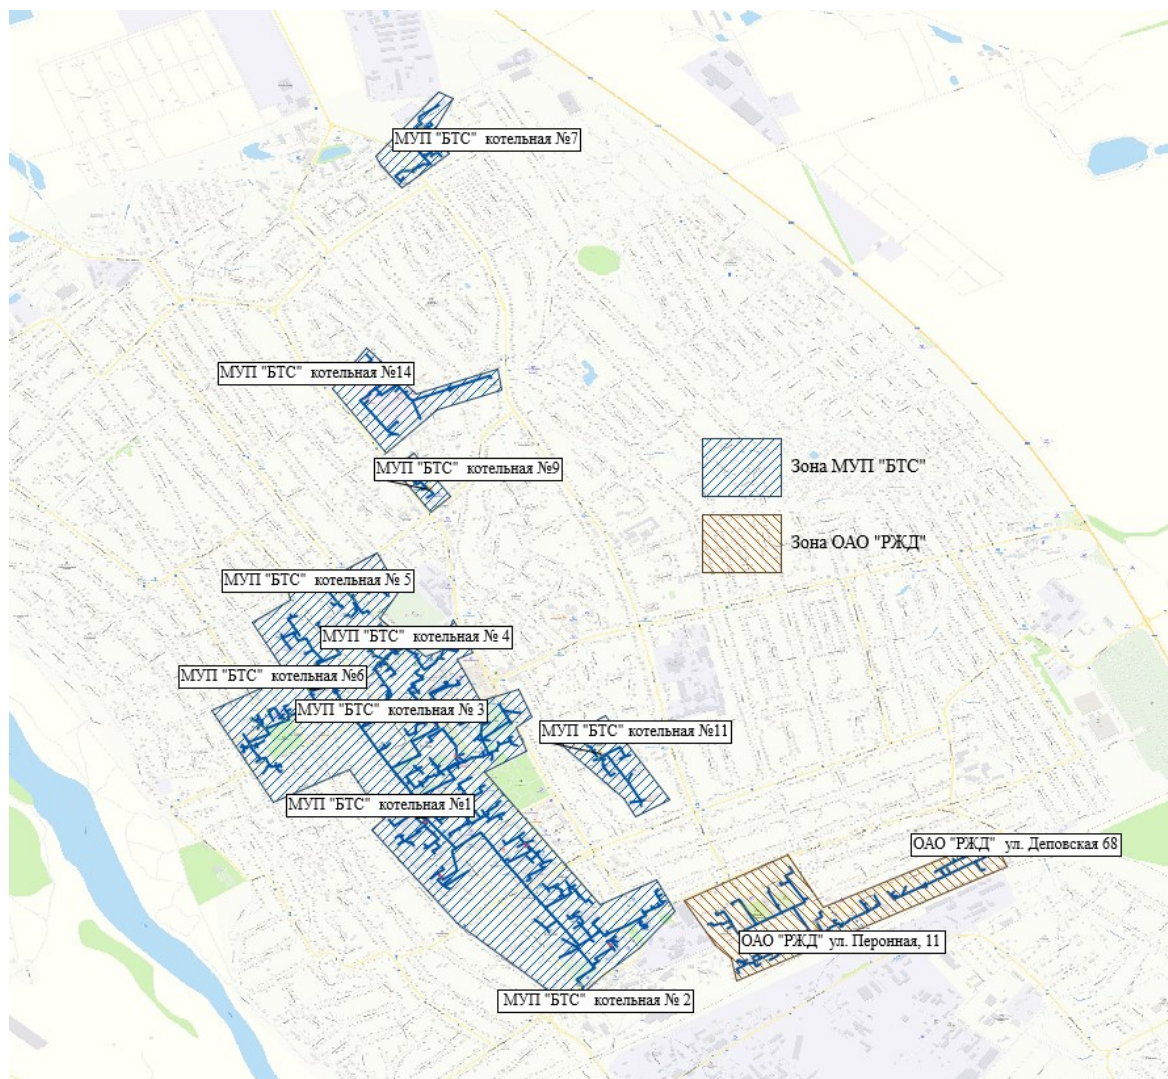 МУП "БТС" котельная №7
МУП "БТС" котельная №14
Зона МУП "БТС"
МУП "БТС" котельная №9
Зона ОАО "РЖД"
МУП "БТС" котельная № 5
МУП "БТС" котельная № 4
МУП "БТС" котельная №6
МУП "БТС" котельная № 3
МУП "БТС" котельная №11
МУП "БТС" котельная №1
ОАО "РЖД" ул. Деповская 68
ОАО "РЖД" ул. Перонная, 11
МУП "БТС" котельная № 2